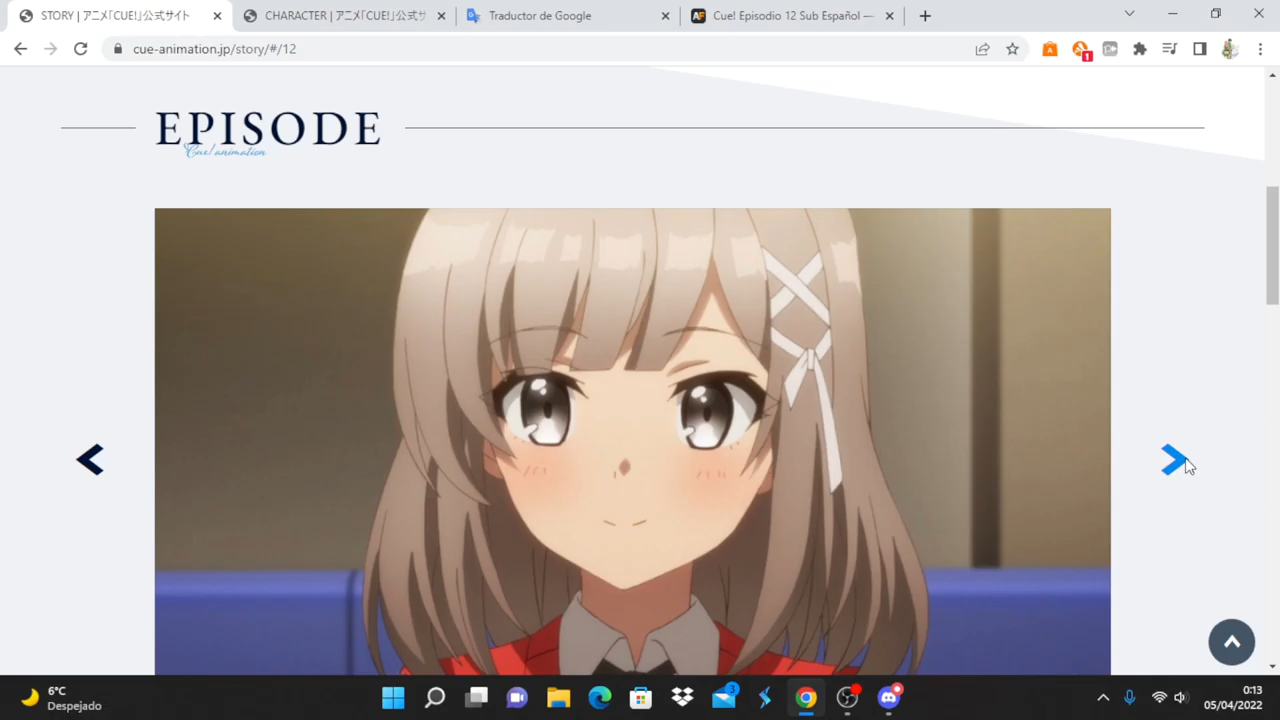 STORY | アニメ「CUE!」公式サイト
CHARACTER | アニメ「CUE!」公式サ
Traductor de Google
Cue! Episodio 12 Sub Español —
cue-animation.jp/story/#/12
1
EPISODE
Cue! animation
6°C
Despejado
3
0:13
05/04/2022